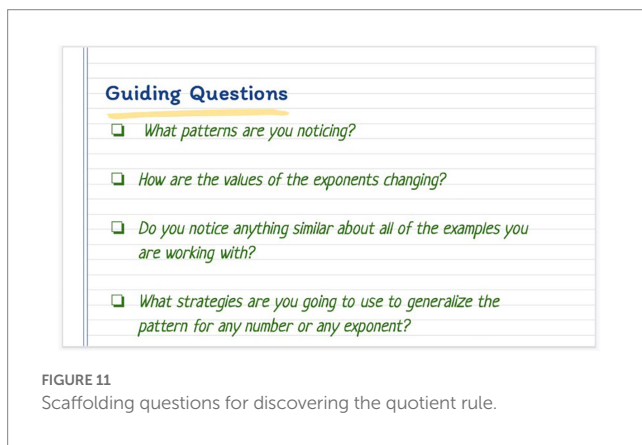 Guiding Questions
❏ What patterns are you noticing?
❏ How are the values of the exponents changing?
❏ Do you notice anything similar about all of the examples you
are working with?
❏ What strategies are you going to use to generalize the
pattern for any number or any exponent?
FIGURE 11
Scaffolding questions for discovering the quotient rule.